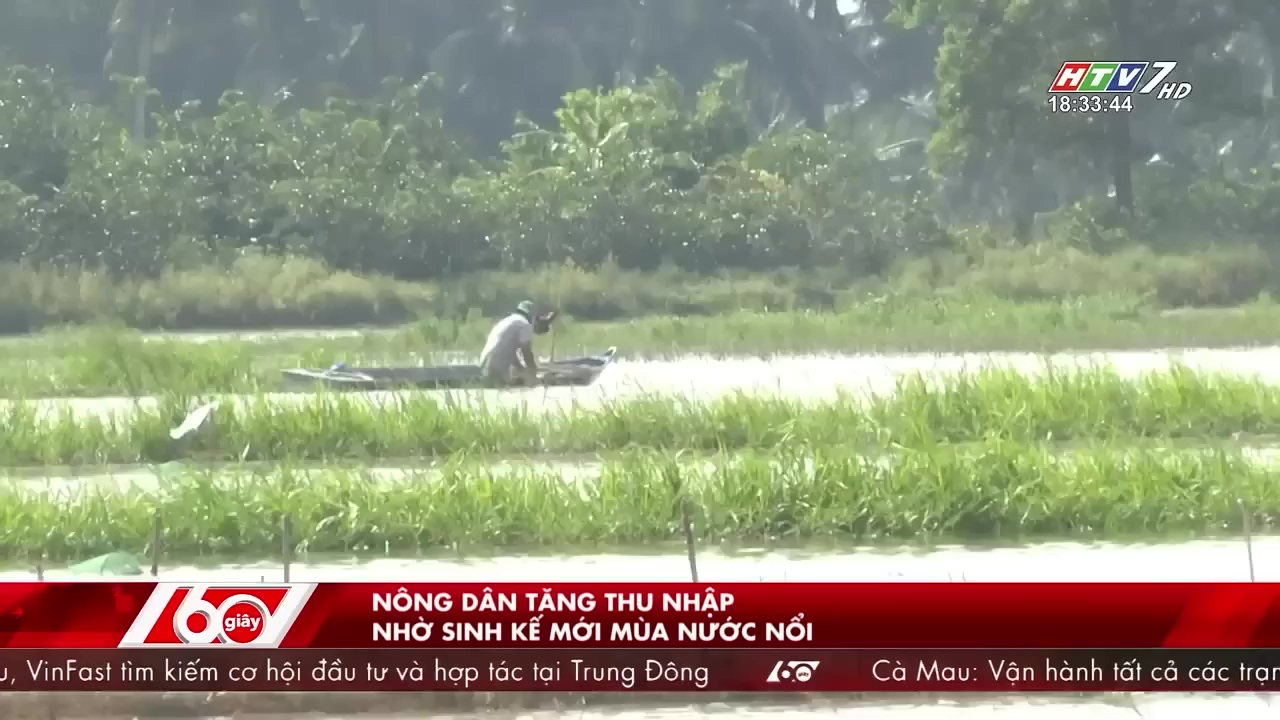 HTV7 HD
18:33:44
60 giây
NÔNG DÂN TĂNG THU NHẬP
NHỜ SINH KẾ MỚI MÙA NƯỚC NỔI
VinFast tìm kiếm cơ hội đầu tư và hợp tác tại Trung Đông
60 giây
Cà Mau: Vận hành tất cả các